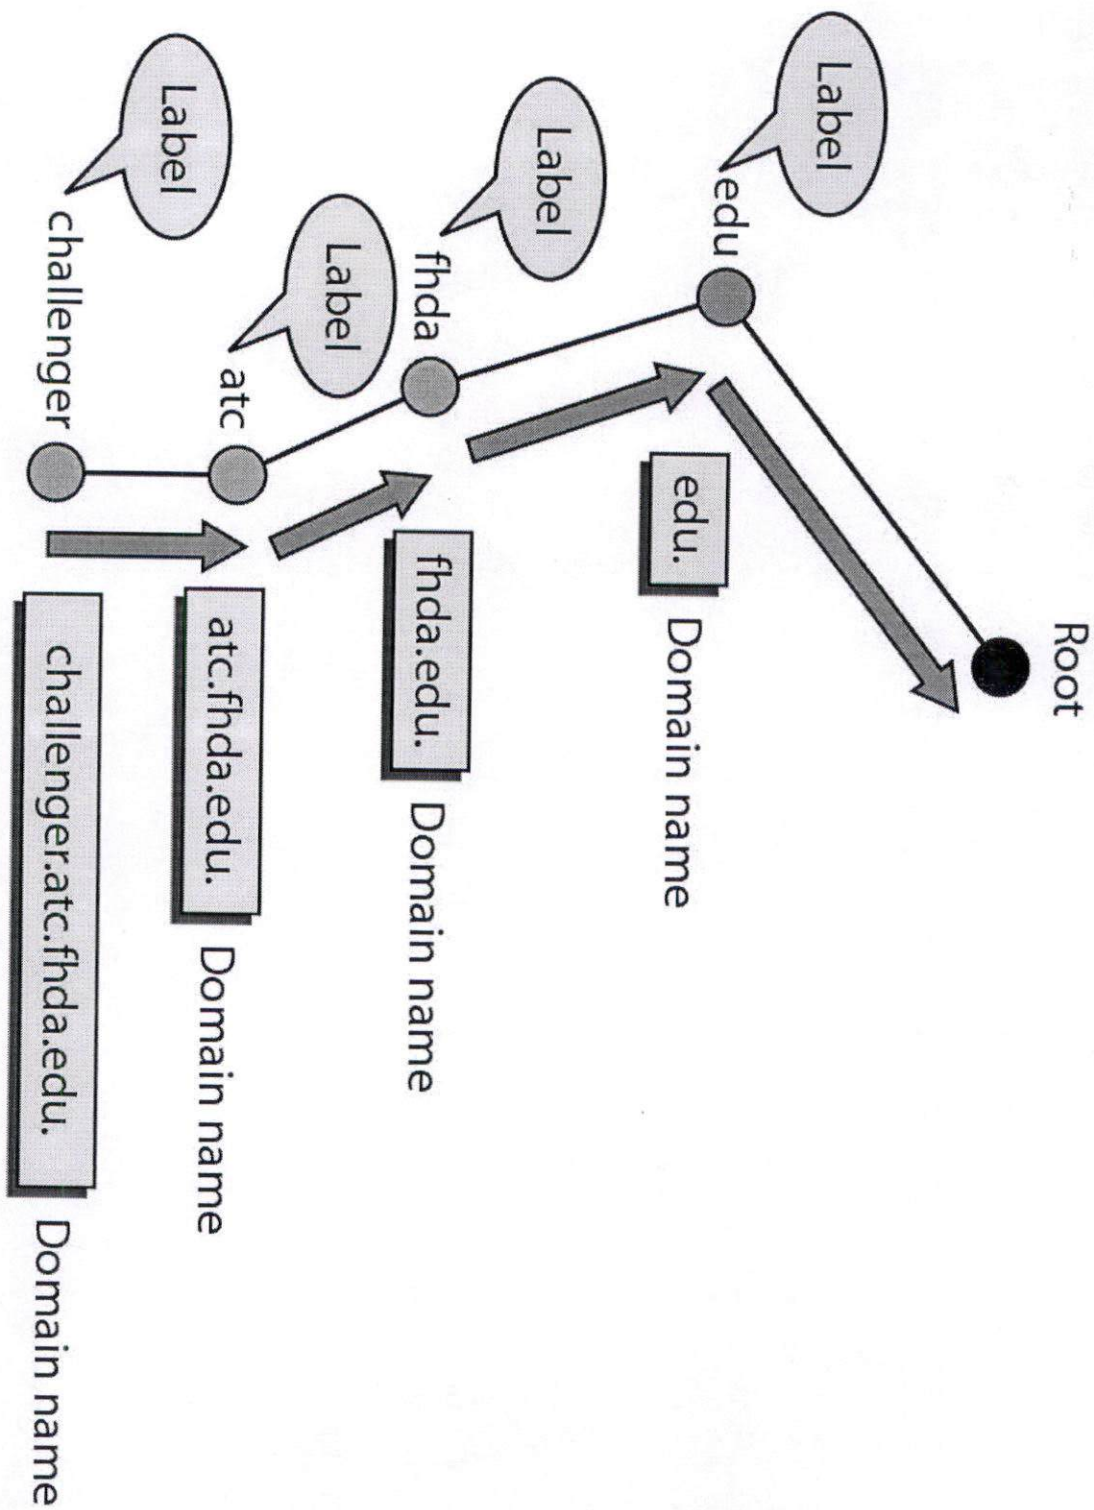 Root
Label
edu
edu.
Domain name
Label
fhda
fhda.edu.
Domain name
Label
atc
atc.fhda.edu.
Domain name
Label
challenger
challenger.atc.fhda.edu.
Domain name